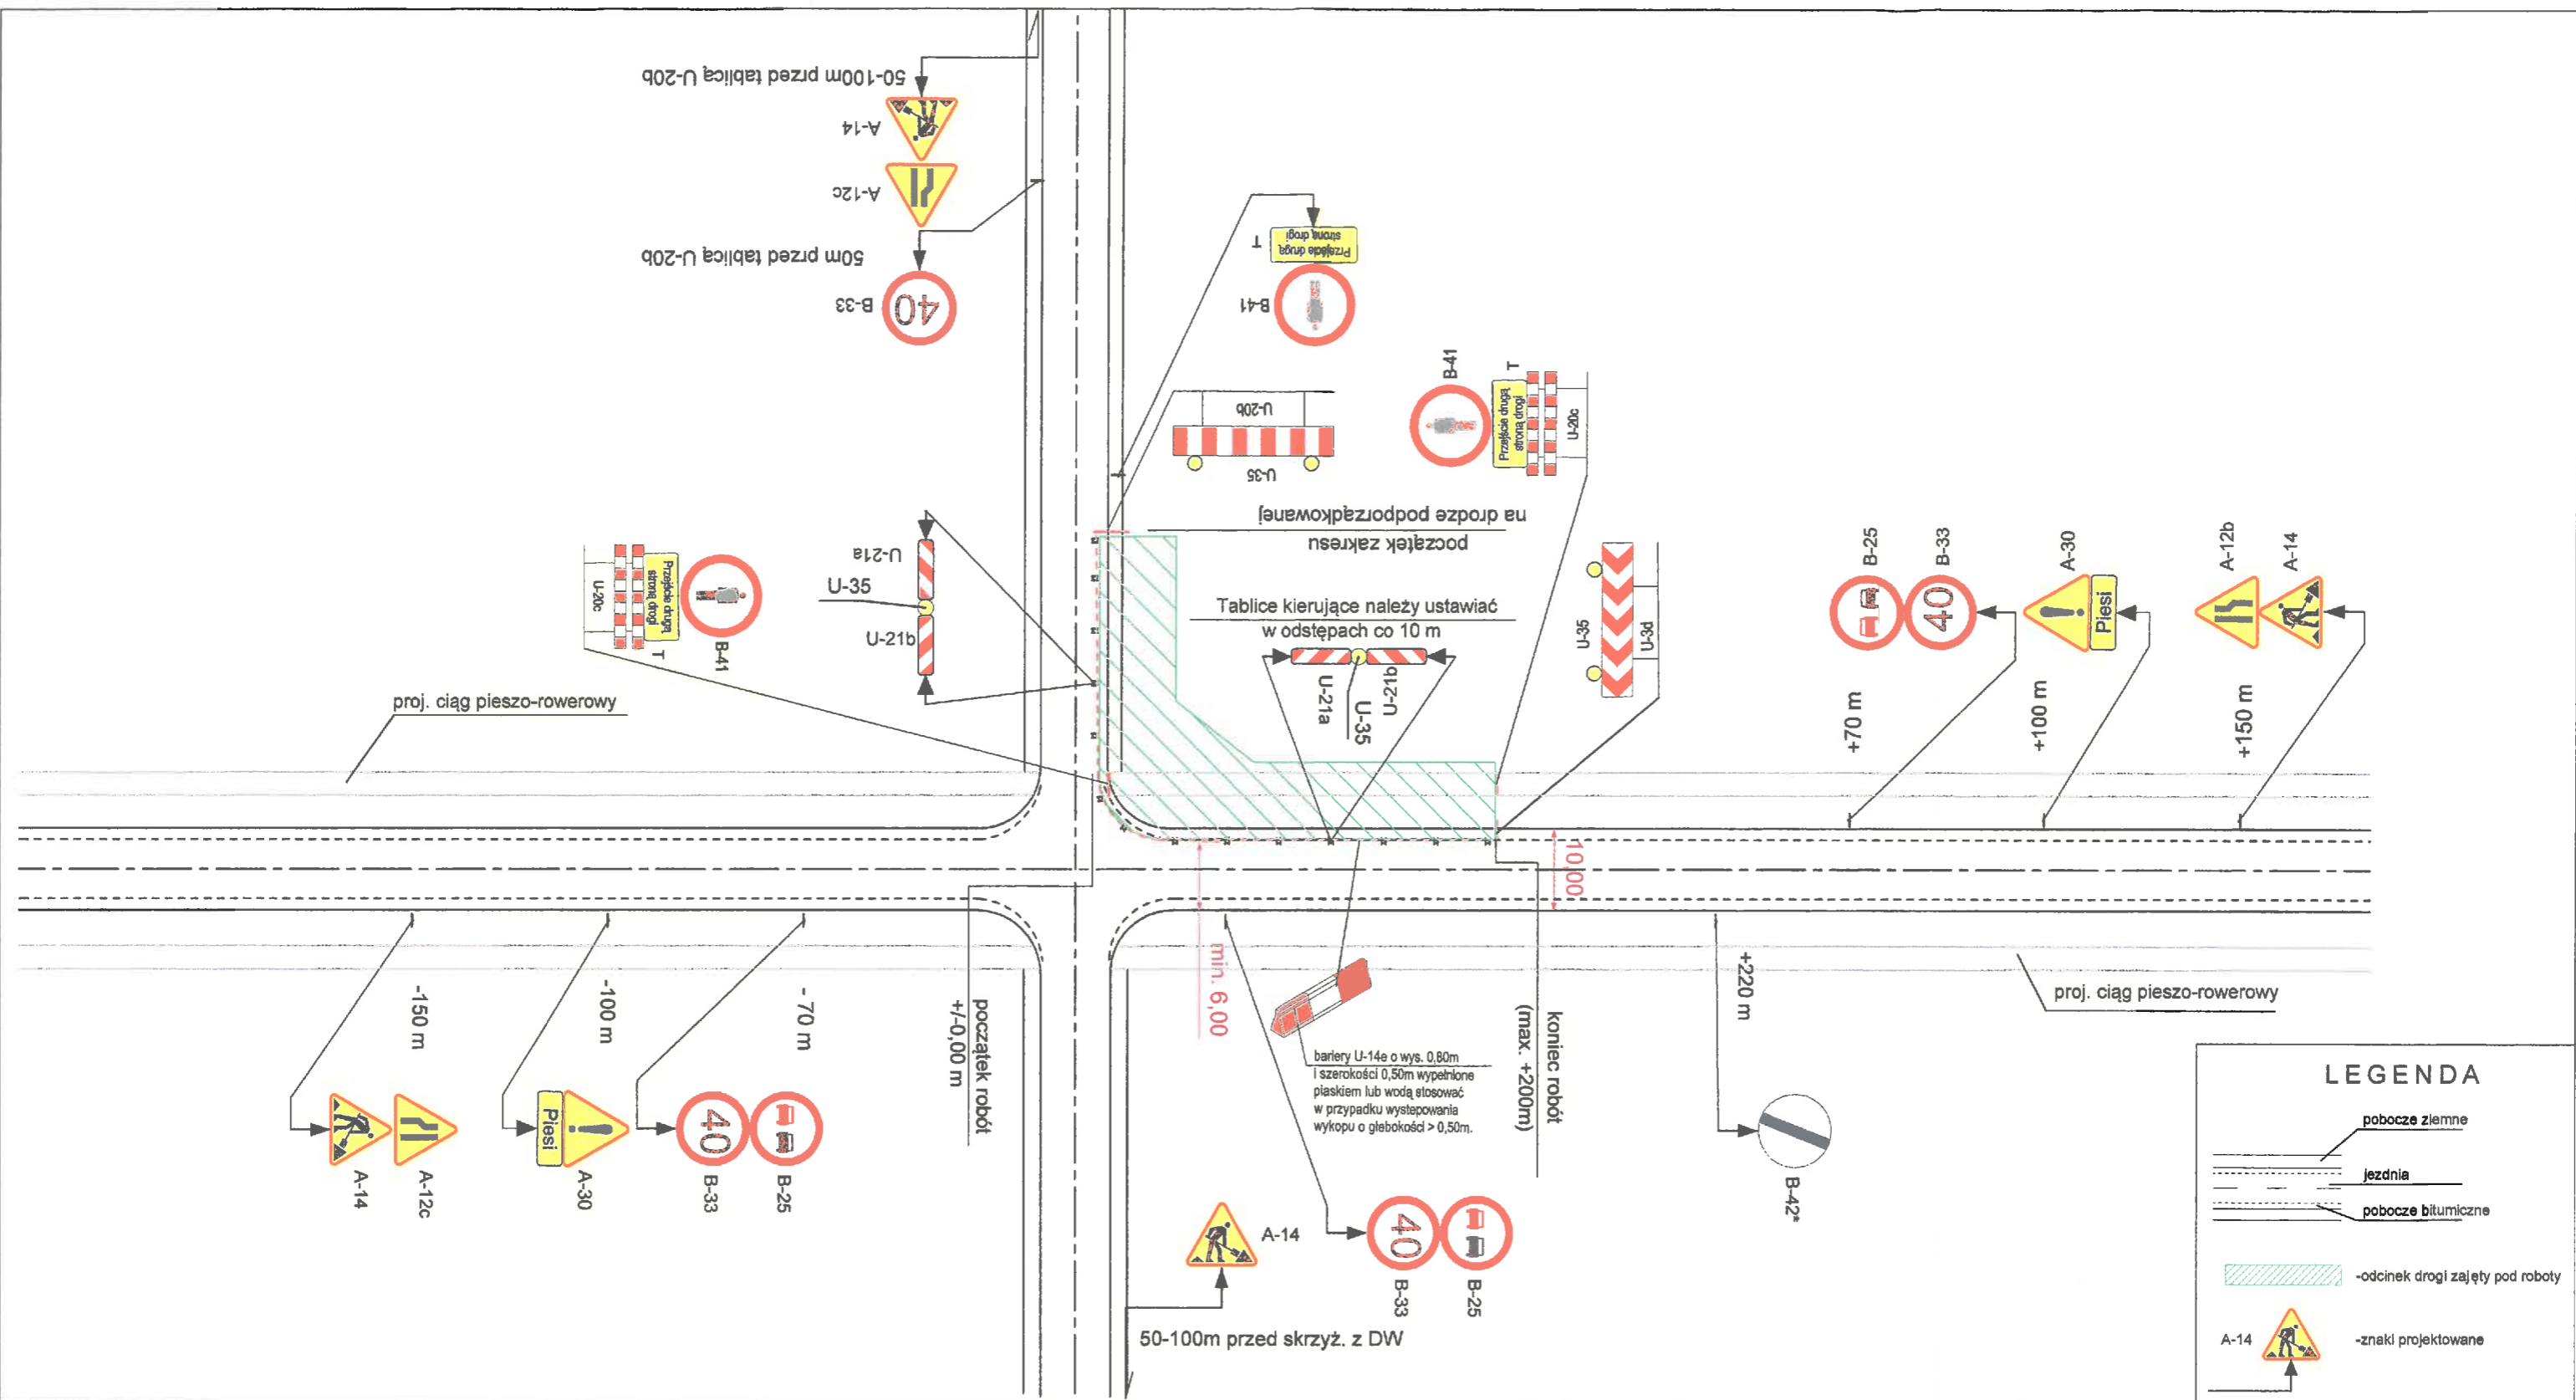 50-100m przed tablicą U-20b
A-14
A-12c
50m przed tablicą U-20b
40
B-33
Przejście drugą
stroną drogi
T
B-41
U-20b
U-35
na drodze podporządkowanej
początek zakresu
B-41
T
Przejście drugą
stroną drogi
U-20c
U-35
U-3d
U-21a
U-35
U-21b
U-20c
Przejście drugą
stroną drogi
T
B-41
Tablice kierujące należy ustawiać
w odstępach co 10 m
U-21a
U-35
U-21b
B-25
B-33
40
A-30
Piesi
A-12b
A-14
+70 m
+100 m
+150 m
proj. ciąg pieszo-rowerowy
10,00
min. 6,00
-150 m
-100 m
- 70 m
początek robót
+/-0,00 m
koniec robót
(max. +200m)
+220 m
proj. ciąg pieszo-rowerowy
bariery U-14e o wys. 0,80m
i szerokości 0,50m wypełnione
piaskiem lub wodą stosować
w przypadku wystepowania
wykopu o głebokości > 0,50m.
A-14
A-12c
Piesi
A-30
40
B-33
B-25
A-14
40
B-33
B-25
B-42*
50-100m przed skrzyż. z DW
LEGENDA
pobocze ziemne
jezdnia
pobocze bitumiczne
-odcinek drogi zajęty pod roboty
A-14
-znaki projektowane